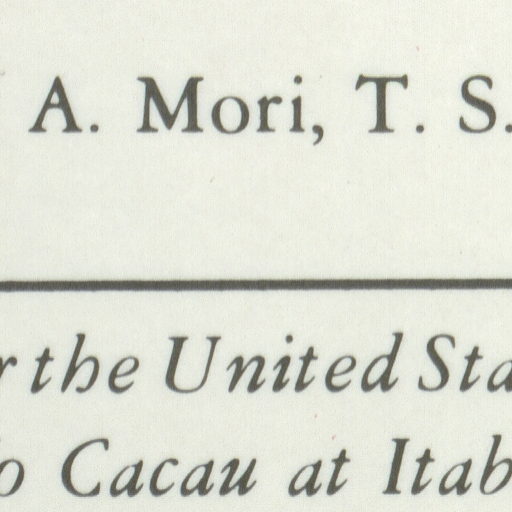 A. Mori, T. S.
r the United Sta
o Cacau at Itab